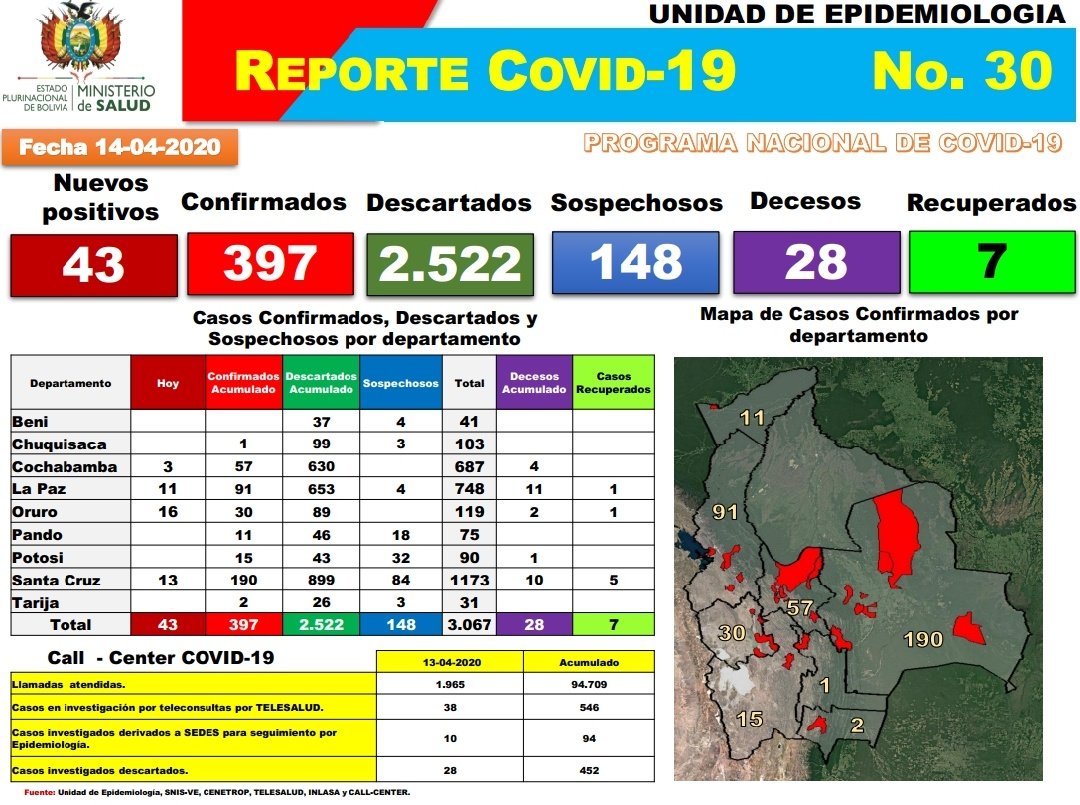 ESTADO
PLURINACIONAL
DE BOLIVIA
MINISTERIO
de SALUD
UNIDAD DE EPIDEMIOLOGIA
REPORTE COVID-19
No. 30
Fecha 14-04-2020
PROGRAMA NACIONAL DE COVID-19
Nuevos
positivos
Confirmados
Descartados
Sospechosos
Decesos
Recuperados
43
397
2.522
148
28
7
Casos Confirmados, Descartados y
Sospechosos por departamento
Departamento Hoy Confirmados Acumulado Descartados Acumulado Sospechosos Total Decesos Acumulado Casos Recuperados
Beni 37 4 41
Chuquisaca 1 99 3 103
Cochabamba 3 57 630 687 4
La Paz 11 91 653 4 748 11 1
Oruro 16 30 89 119 2 1
Pando 11 46 18 75
Potosi 15 43 32 90 1
Santa Cruz 13 190 899 84 1173 10 5
Tarija 2 26 3 31
Total 43 397 2.522 148 3.067 28 7
Mapa de Casos Confirmados por
departamento
11
91
57
30
190
1
15
2
Call - Center COVID-19
13-04-2020 Acumulado
Llamadas atendidas. 1.965 94.709
Casos en investigación por teleconsultas por TELESALUD. 38 546
Casos investigados derivados a SEDES para seguimiento por
Epidemiología. 10 94
Casos investigados descartados. 28 452
Fuente: Unidad de Epidemiología, SNIS-VE, CENETROP, TELESALUD, INLASA y CALL-CENTER.